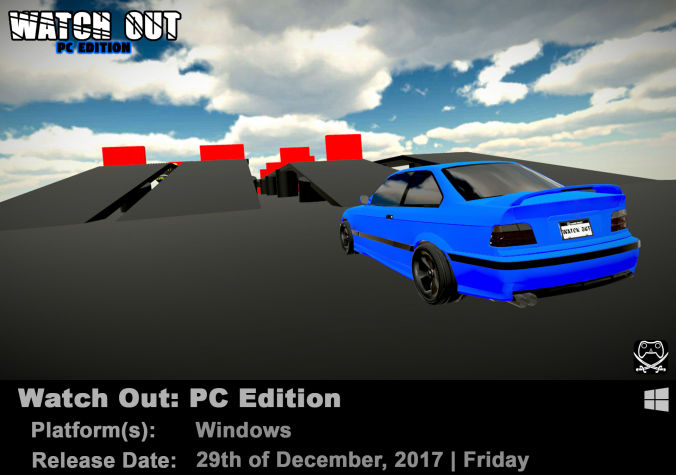 WATCH OUT
PC EDITION
WATCH OUT
Watch Out: PC Edition
Platform(s): Windows
Release Date: 29th of December, 2017 | Friday